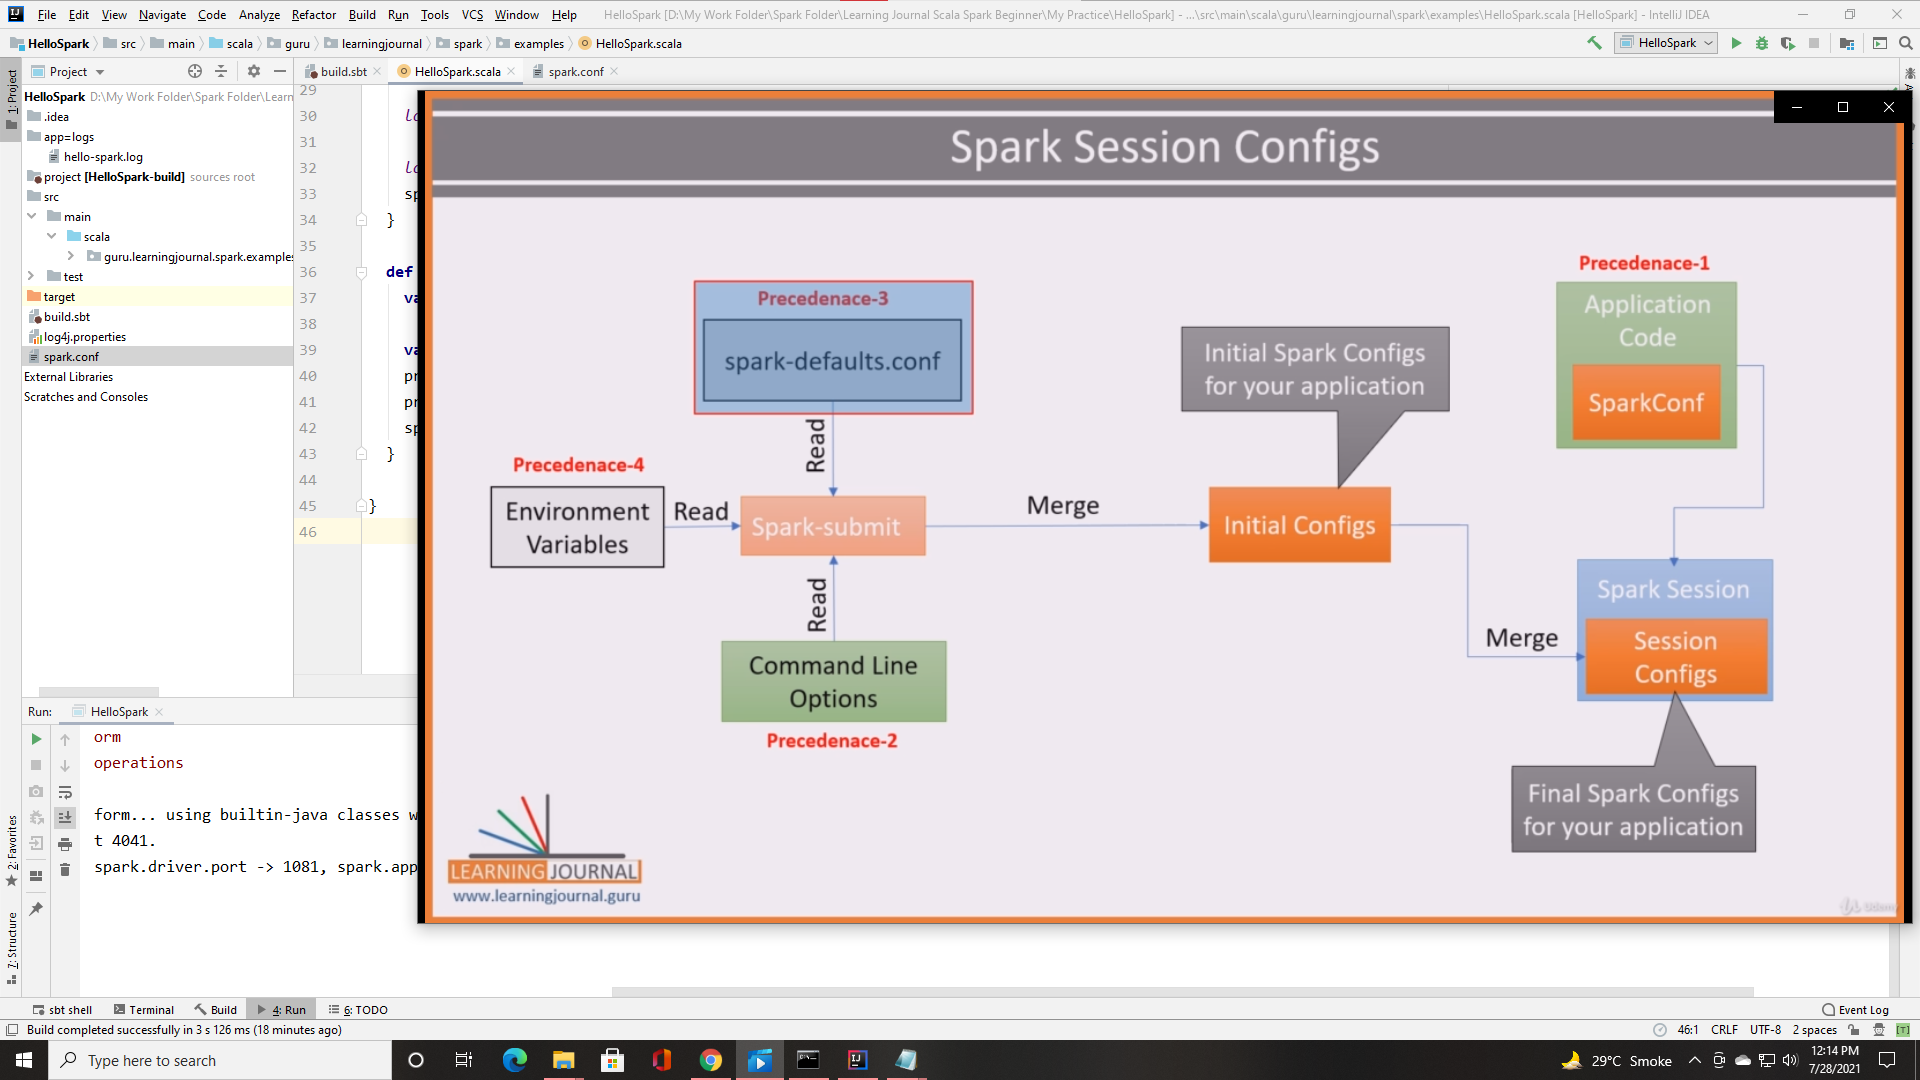 File Edit View Navigate Code Analyze Refactor Build Run Tools VCS Window Help HelloSpark [D:\My Work Folder\Spark Folder\Learning Journal Scala Spark Beginner\My Practice\HelloSpark] - ...\src\main\scala\guru\learningjournal\spark\examples\HelloSpark.scala [HelloSpark] - IntelliJ IDEA
HelloSpark src main scala guru learningjournal spark examples HelloSpark.scala HelloSpark
Project build.sbt HelloSpark.scala spark.conf
1: Project
HelloSpark D:\My Work Folder\Spark Folder\Learn
.idea
app=logs
hello-spark.log
project [HelloSpark-build] sources root
src
main
scala
guru.learningjournal.spark.examples
test
target
build.sbt
log4j.properties
spark.conf
External Libraries
Scratches and Consoles
29
30 lo
31
32 lo
33 sp
34 }
35
36 def
37 va
38
39 va
40 pr
41 pr
42 sp
43 }
44
45 }
46
Spark Session Configs
Precedenace-3
spark-defaults.conf
Read
Precedenace-4
Environment
Variables
Read
Spark-submit
Read
Command Line
Options
Precedenace-2
Merge
Initial Spark Configs
for your application
Initial Configs
Precedenace-1
Application
Code
SparkConf
Merge
Spark Session
Session
Configs
Final Spark Configs
for your application
LEARNING JOURNAL
www.learningjournal.guru
Udemy
Run: HelloSpark
orm
operations
form... using builtin-java classes w
t 4041.
spark.driver.port -> 1081, spark.app
2: Favorites
7: Structure
sbt shell Terminal Build 4: Run 6: TODO Event Log
Build completed successfully in 3 s 126 ms (18 minutes ago) 46:1 CRLF UTF-8 2 spaces
Type here to search 29°C Smoke 12:14 PM
7/28/2021